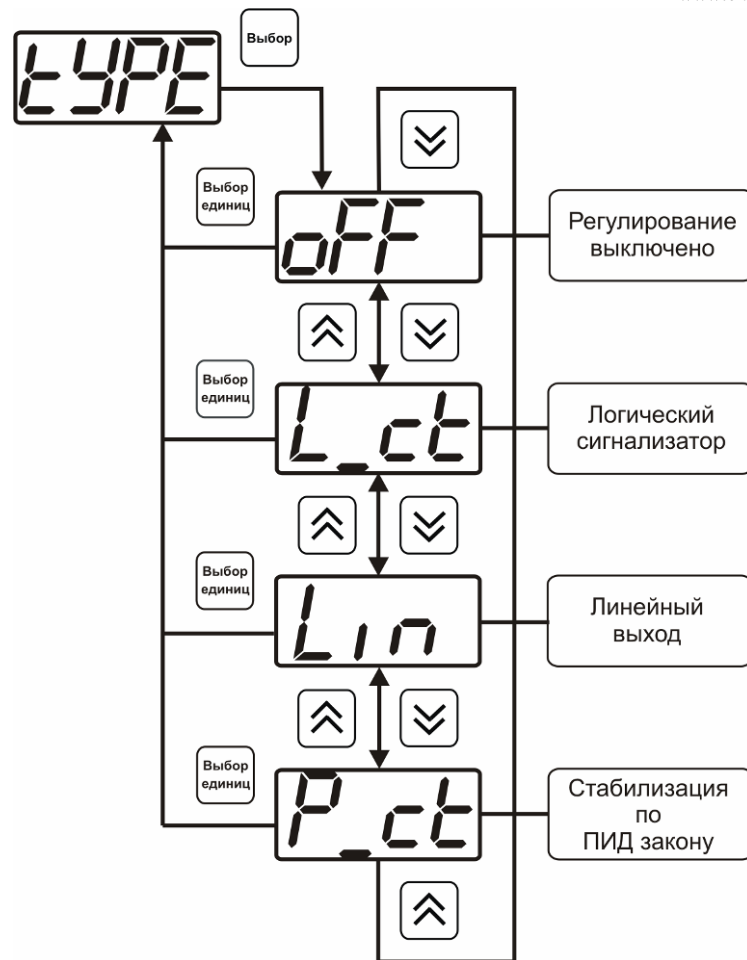 Выбор
tYPE
Выбор
единиц
oFF
Регулирование
выключено
Выбор
единиц
L_ct
Логический
сигнализатор
Выбор
единиц
Lin
Линейный
выход
Выбор
единиц
P_ct
Стабилизация
по
ПИД закону